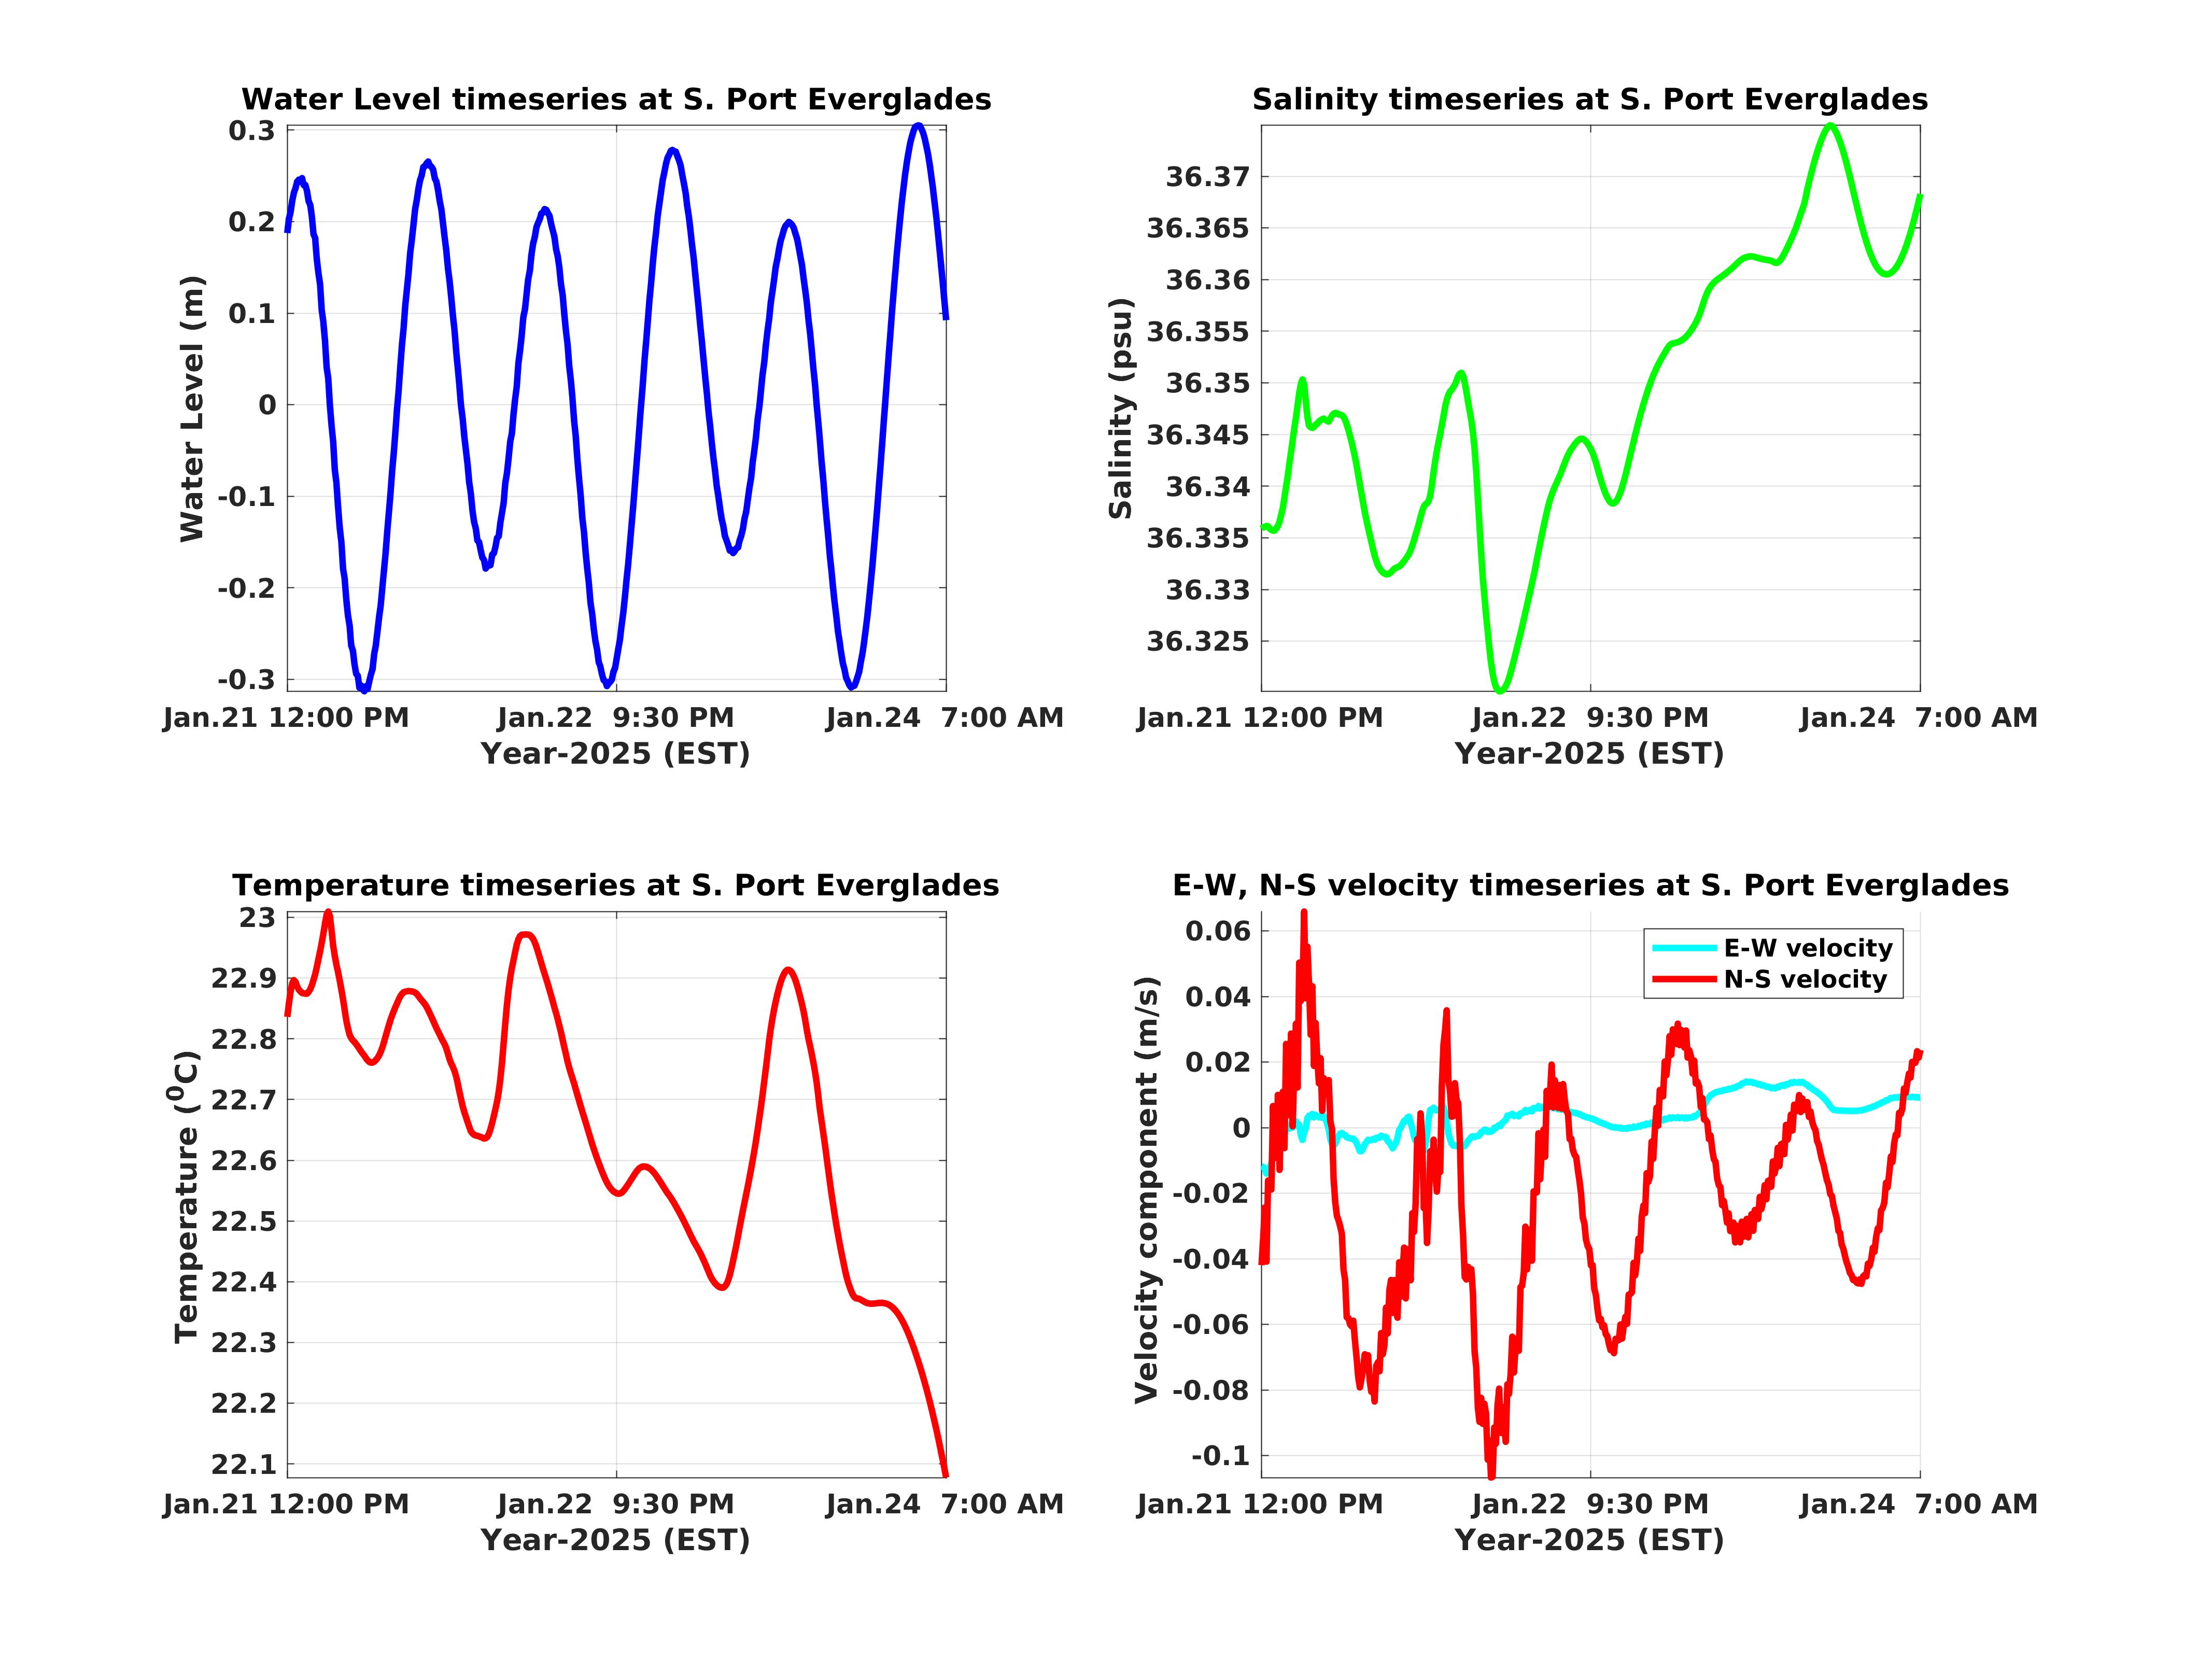 Water Level timeseries at S. Port Everglades
0.3
0.2
0.1
0
-0.1
-0.2
-0.3
Water Level (m)
Jan.21 12:00 PM Jan.22 9:30 PM Jan.24 7:00 AM
Year-2025 (EST)
Salinity timeseries at S. Port Everglades
36.37
36.365
36.36
36.355
36.35
36.345
36.34
36.335
36.33
36.325
Salinity (psu)
Jan.21 12:00 PM Jan.22 9:30 PM Jan.24 7:00 AM
Year-2025 (EST)
Temperature timeseries at S. Port Everglades
23
22.9
22.8
22.7
22.6
22.5
22.4
22.3
22.2
22.1
Temperature (⁰C)
Jan.21 12:00 PM Jan.22 9:30 PM Jan.24 7:00 AM
Year-2025 (EST)
E-W, N-S velocity timeseries at S. Port Everglades
0.06
0.04
0.02
0
-0.02
-0.04
-0.06
-0.08
-0.1
Velocity component (m/s)
E-W velocity
N-S velocity
Jan.21 12:00 PM Jan.22 9:30 PM Jan.24 7:00 AM
Year-2025 (EST)